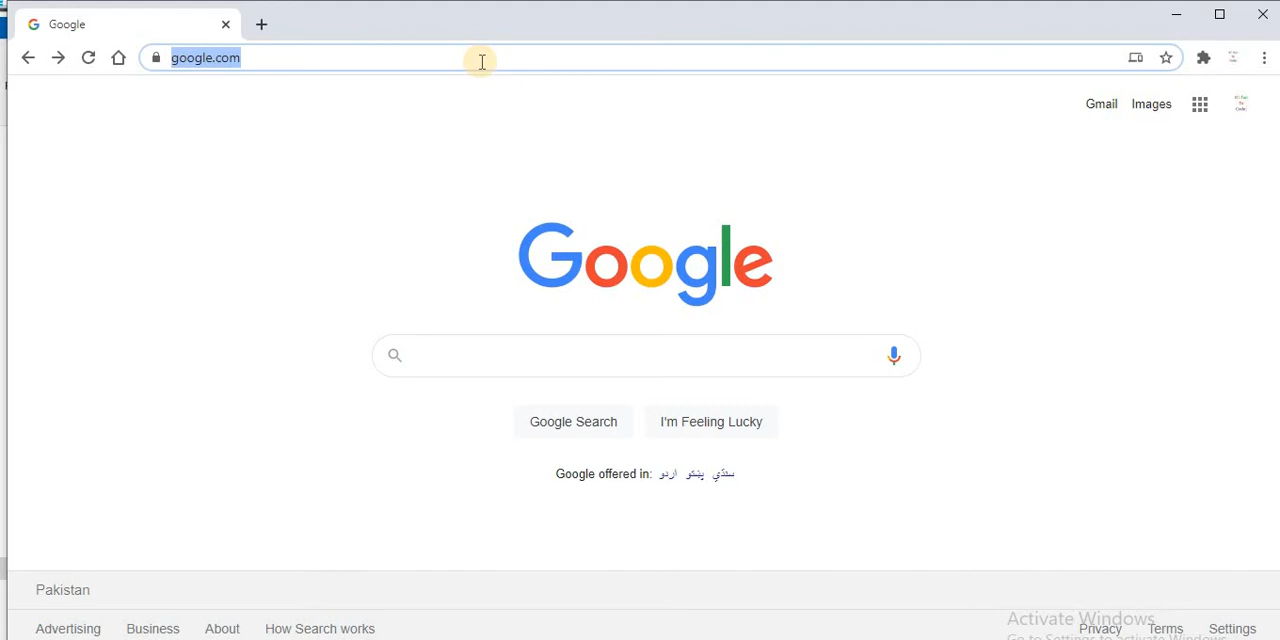 Google
google.com
Gmail Images
Google
Google Search I'm Feeling Lucky
Google offered in: اردو پښتو سنڌي
Pakistan
Activate Windows
Advertising Business About How Search works Privacy Terms Settings